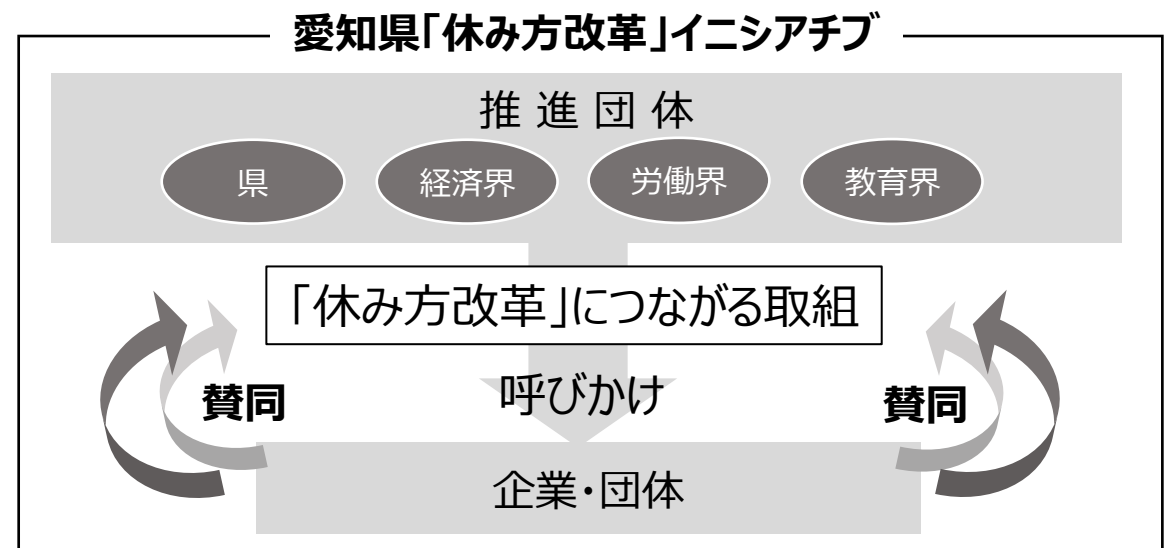 愛知県「休み方改革」イニシアチブ
推進団体
県 経済界 労働界 教育界
「休み方改革」につながる取組
呼びかけ
賛同 賛同
企業・団体